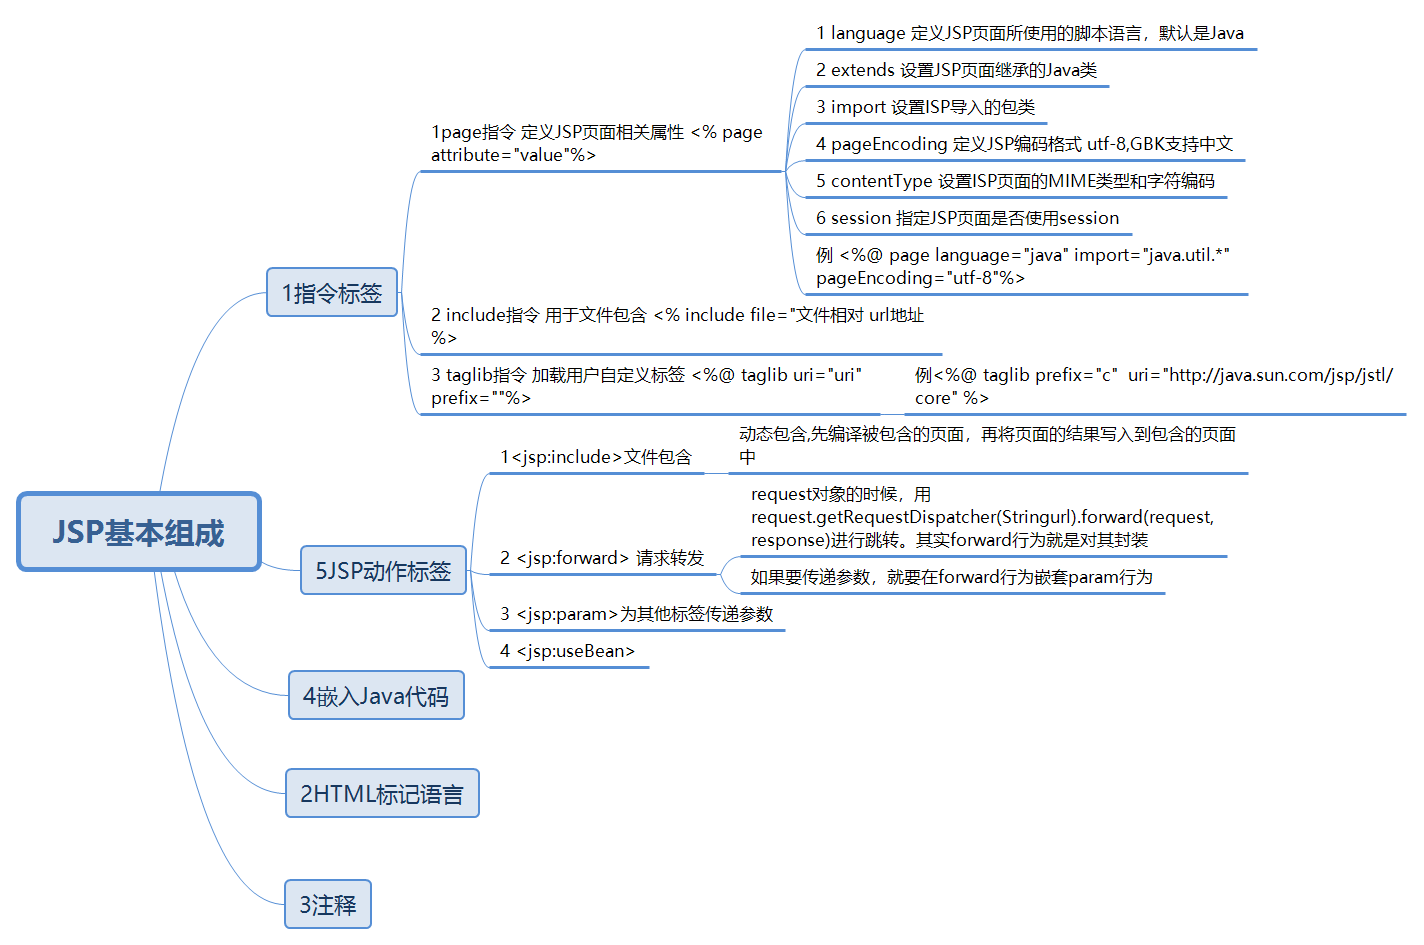 JSP基本组成
1指令标签
1page指令 定义JSP页面相关属性 <% page
attribute="value"%>
1 language 定义JSP页面所使用的脚本语言，默认是Java
2 extends 设置JSP页面继承的Java类
3 import 设置ISP导入的包类
4 pageEncoding 定义JSP编码格式 utf-8,GBK支持中文
5 contentType 设置ISP页面的MIME类型和字符编码
6 session 指定JSP页面是否使用session
例 <%@ page language="java" import="java.util.*"
pageEncoding="utf-8"%>
2 include指令 用于文件包含 <% include file="文件相对 url地址
%>
3 taglib指令 加载用户自定义标签 <%@ taglib uri="uri"
prefix=""%>
例<%@ taglib prefix="c"  uri="http://java.sun.com/jsp/jstl/
core" %>
5JSP动作标签
1<jsp:include>文件包含
动态包含,先编译被包含的页面，再将页面的结果写入到包含的页面
中
2 <jsp:forward> 请求转发
request对象的时候，用
request.getRequestDispatcher(Stringurl).forward(request,
response)进行跳转。其实forward行为就是对其封装
如果要传递参数，就要在forward行为嵌套param行为
3 <jsp:param>为其他标签传递参数
4 <jsp:useBean>
4嵌入Java代码
2HTML标记语言
3注释